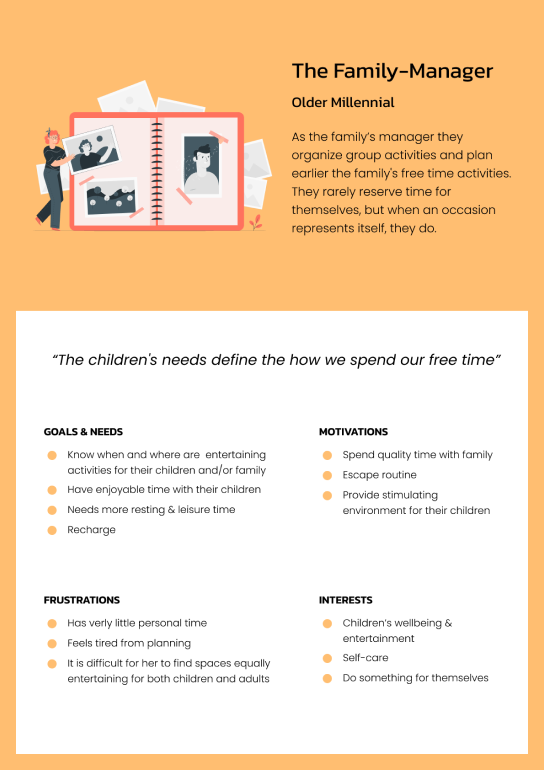 The Family-Manager
Older Millennial
As the family’s manager they
organize group activities and plan
earlier the family's free time activities.
They rarely reserve time for
themselves, but when an occasion
represents itself, they do.
“The children's needs define the how we spend our free time”
GOALS & NEEDS
Know when and where are entertaining
activities for their children and/or family
Have enjoyable time with their children
Needs more resting & leisure time
Recharge
MOTIVATIONS
Spend quality time with family
Escape routine
Provide stimulating
environment for their children
FRUSTRATIONS
Has verly little personal time
Feels tired from planning
It is difficult for her to find spaces equally
entertaining for both children and adults
INTERESTS
Children’s wellbeing &
entertainment
Self-care
Do something for themselves